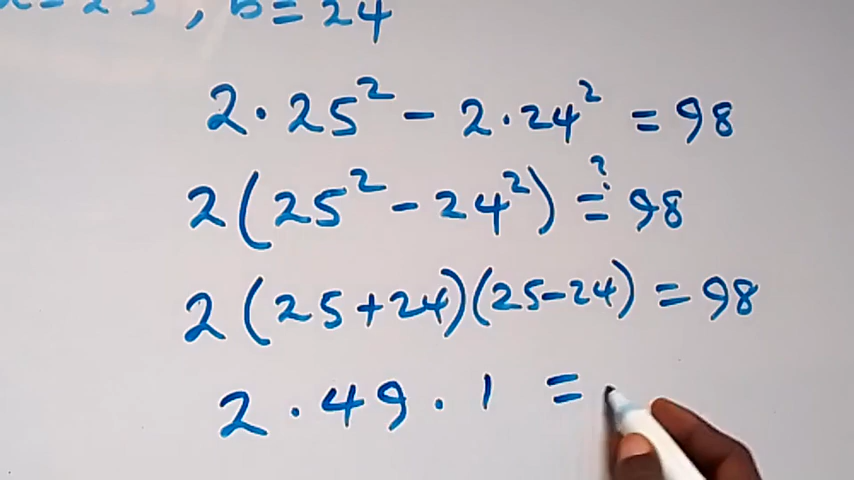 = 25, b = 24
2 · 25² − 2 · 24² = 98
2(25² − 24²) ≟ 98
2(25+24)(25−24) = 98
2 · 49 · 1 =